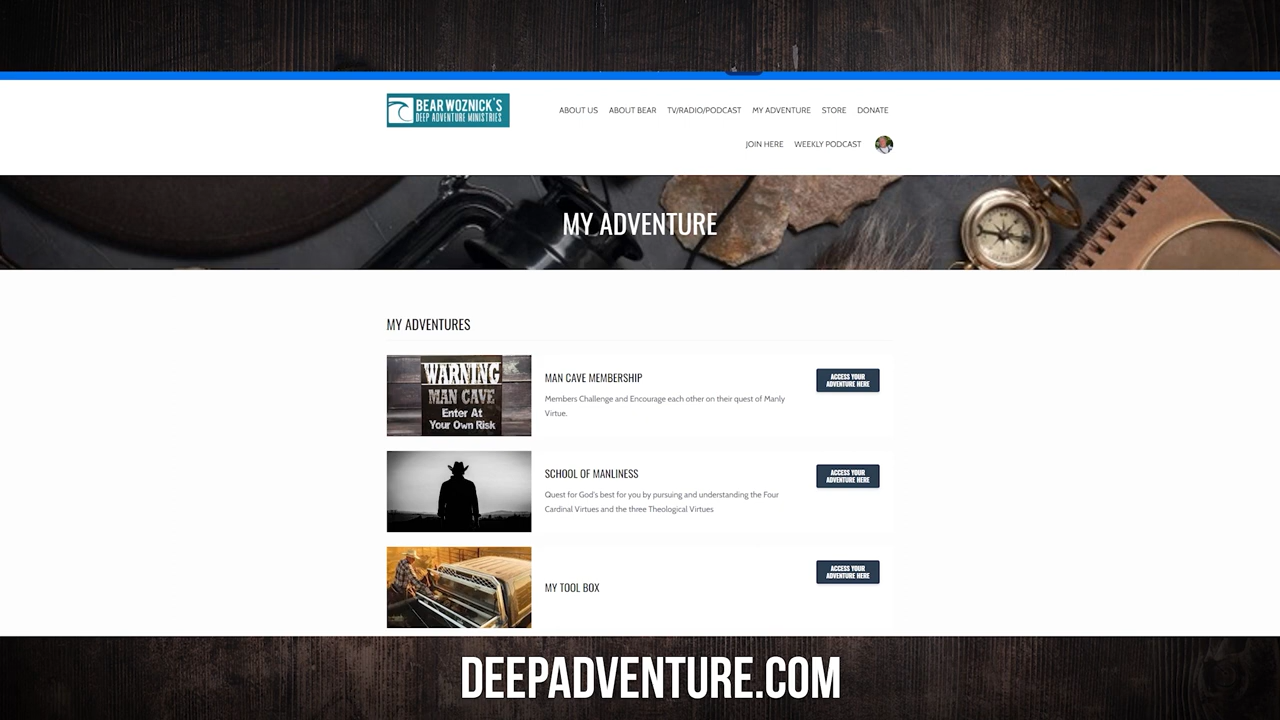 BEAR WOZNICK'S
DEEP ADVENTURE MINISTRIES
ABOUT US ABOUT BEAR TV/RADIO/PODCAST MY ADVENTURE STORE DONATE
JOIN HERE WEEKLY PODCAST
MY ADVENTURE
MY ADVENTURES
WARNING
MAN CAVE
Enter At
Your Own Risk
MAN CAVE MEMBERSHIP
Members Challenge and Encourage each other on their quest of Manly
Virtue.
ACCESS YOUR
ADVENTURE HERE
SCHOOL OF MANLINESS
Quest for God's best for you by pursuing and understanding the Four
Cardinal Virtues and the three Theological Virtues
ACCESS YOUR
ADVENTURE HERE
MY TOOL BOX
ACCESS YOUR
ADVENTURE HERE
DEEPADVENTURE.COM